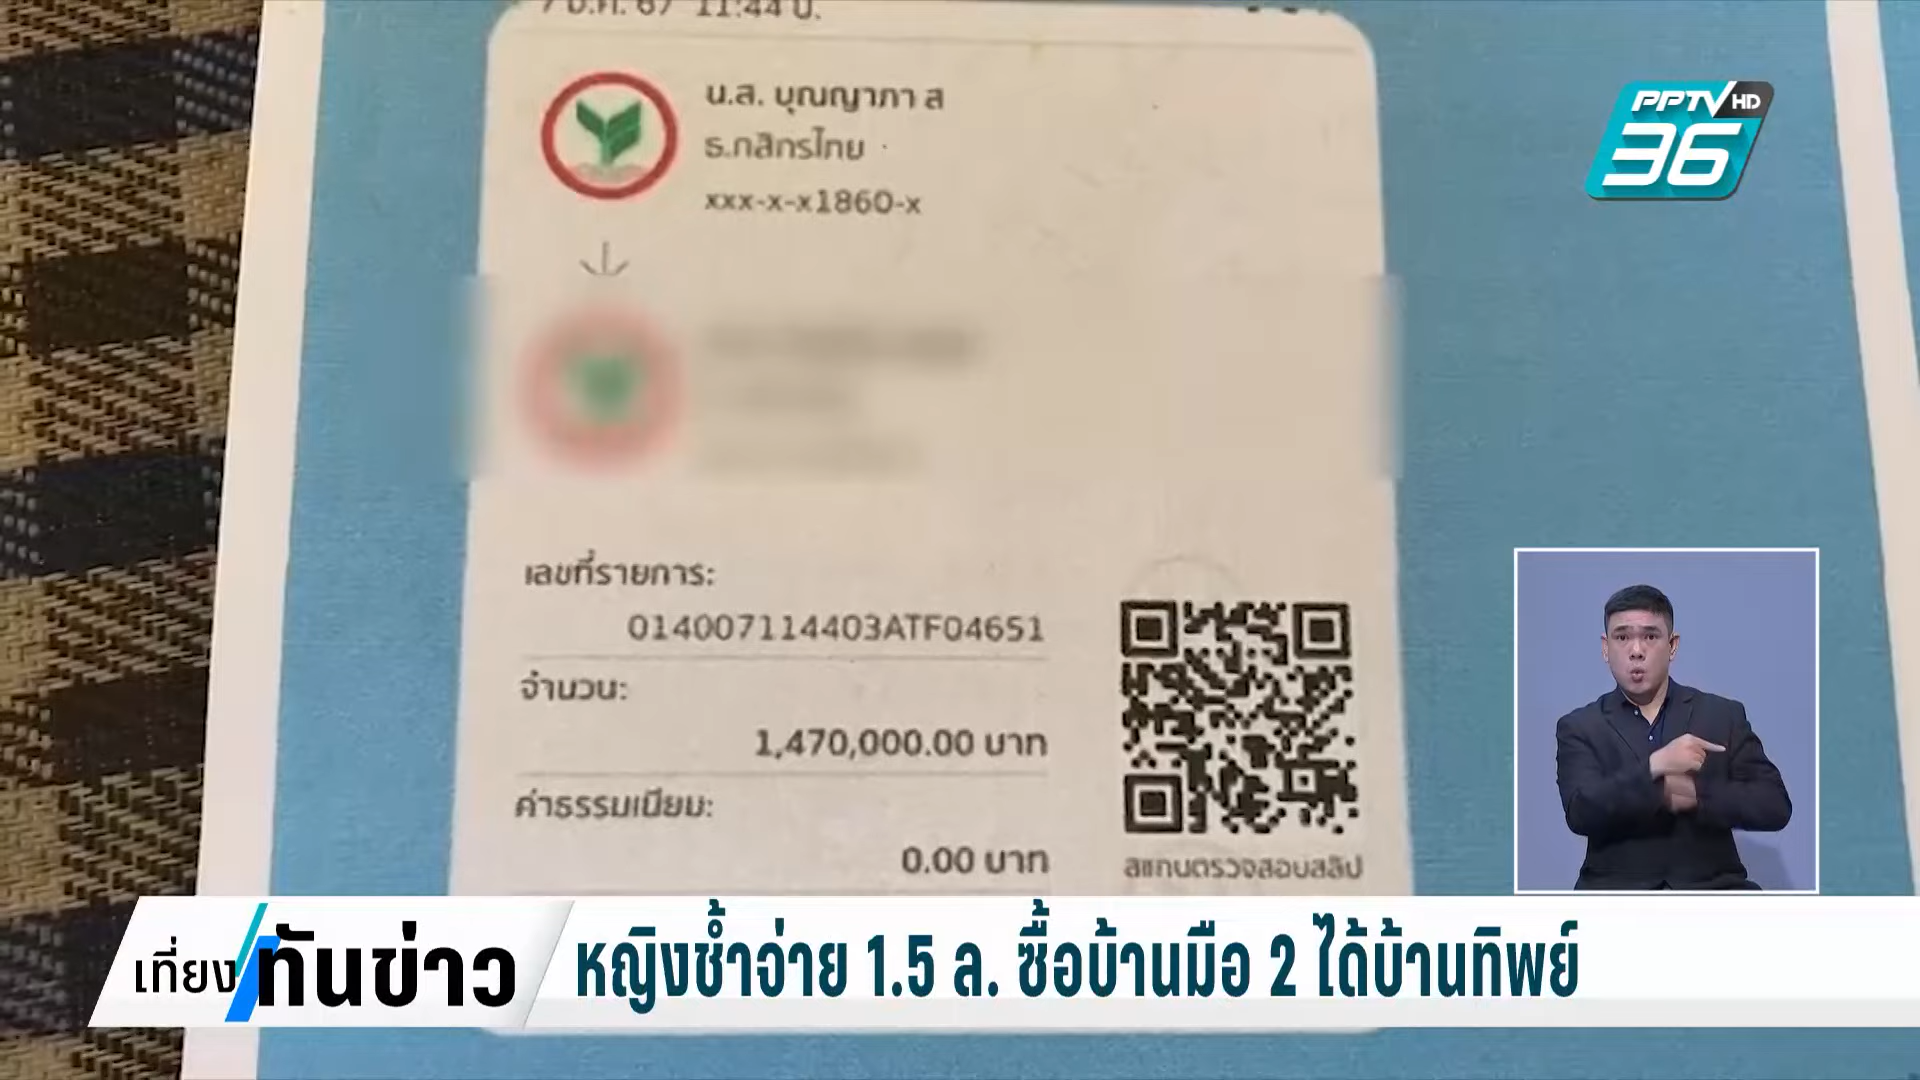 11:44 น.
น.ส. บุญญาภา ส
ธ.กสิกรไทย
xxx-x-x1860-x
PPTV HD
36
เลขที่รายการ:
014007114403ATF04651
จำนวน:
1,470,000.00 บาท
ค่าธรรมเนียม:
0.00 บาท
สแกนตรวจสอบสลิป
เที่ยงทันข่าว
หญิงช้ำจ่าย 1.5 ล. ซื้อบ้านมือ 2 ได้บ้านทิพย์